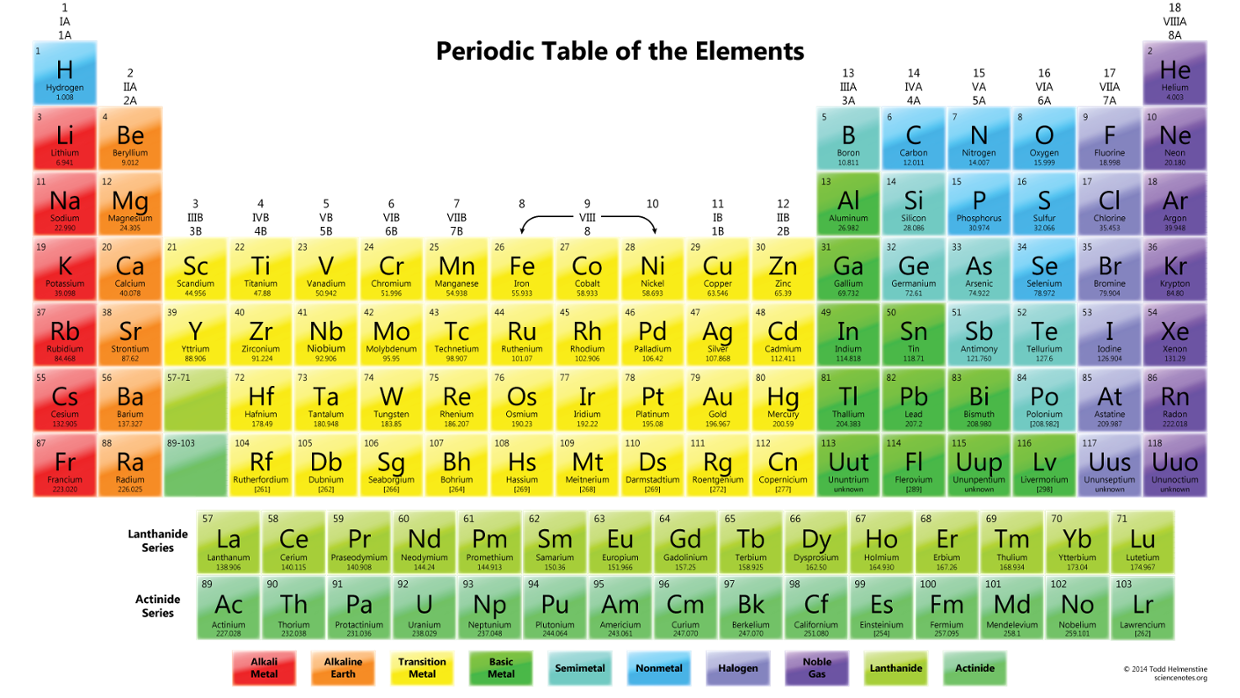 Periodic Table of the Elements
1
IA
1A
2
IIA
2A
3
IIIB
3B
4
IVB
4B
5
VB
5B
6
VIB
6B
7
VIIB
7B
8
9
10
VIII
8
11
IB
1B
12
IIB
2B
13
IIIA
3A
14
IVA
4A
15
VA
5A
16
VIA
6A
17
VIIA
7A
18
VIIIA
8A
1
H
Hydrogen
1.008
2
He
Helium
4.003
3
Li
Lithium
6.941
4
Be
Beryllium
9.012
5
B
Boron
10.811
6
C
Carbon
12.011
7
N
Nitrogen
14.007
8
O
Oxygen
15.999
9
F
Fluorine
18.998
10
Ne
Neon
20.180
11
Na
Sodium
22.990
12
Mg
Magnesium
24.305
13
Al
Aluminum
26.982
14
Si
Silicon
28.086
15
P
Phosphorus
30.974
16
S
Sulfur
32.066
17
Cl
Chlorine
35.453
18
Ar
Argon
39.948
19
K
Potassium
39.098
20
Ca
Calcium
40.078
21
Sc
Scandium
44.956
22
Ti
Titanium
47.88
23
V
Vanadium
50.942
24
Cr
Chromium
51.996
25
Mn
Manganese
54.938
26
Fe
Iron
55.933
27
Co
Cobalt
58.933
28
Ni
Nickel
58.693
29
Cu
Copper
63.546
30
Zn
Zinc
65.39
31
Ga
Gallium
69.732
32
Ge
Germanium
72.61
33
As
Arsenic
74.922
34
Se
Selenium
78.972
35
Br
Bromine
79.904
36
Kr
Krypton
84.80
37
Rb
Rubidium
84.468
38
Sr
Strontium
87.62
39
Y
Yttrium
88.906
40
Zr
Zirconium
91.224
41
Nb
Niobium
92.906
42
Mo
Molybdenum
95.95
43
Tc
Technetium
98.907
44
Ru
Ruthenium
101.07
45
Rh
Rhodium
102.906
46
Pd
Palladium
106.42
47
Ag
Silver
107.868
48
Cd
Cadmium
112.411
49
In
Indium
114.818
50
Sn
Tin
118.71
51
Sb
Antimony
121.760
52
Te
Tellurium
127.6
53
I
Iodine
126.904
54
Xe
Xenon
131.29
55
Cs
Cesium
132.905
56
Ba
Barium
137.327
57-71
72
Hf
Hafnium
178.49
73
Ta
Tantalum
180.948
74
W
Tungsten
183.85
75
Re
Rhenium
186.207
76
Os
Osmium
190.23
77
Ir
Iridium
192.22
78
Pt
Platinum
195.08
79
Au
Gold
196.967
80
Hg
Mercury
200.59
81
Tl
Thallium
204.383
82
Pb
Lead
207.2
83
Bi
Bismuth
208.980
84
Po
Polonium
[208.982]
85
At
Astatine
209.987
86
Rn
Radon
222.018
87
Fr
Francium
223.020
88
Ra
Radium
226.025
89-103
104
Rf
Rutherfordium
[261]
105
Db
Dubnium
[262]
106
Sg
Seaborgium
[266]
107
Bh
Bohrium
[264]
108
Hs
Hassium
[269]
109
Mt
Meitnerium
[268]
110
Ds
Darmstadtium
[269]
111
Rg
Roentgenium
[272]
112
Cn
Copernicium
[277]
113
Uut
Ununtrium
unknown
114
Fl
Flerovium
[289]
115
Uup
Ununpentium
unknown
116
Lv
Livermorium
[298]
117
Uus
Ununseptium
unknown
118
Uuo
Ununoctium
unknown
Lanthanide
Series
57
La
Lanthanum
138.906
58
Ce
Cerium
140.115
59
Pr
Praseodymium
140.908
60
Nd
Neodymium
144.24
61
Pm
Promethium
144.913
62
Sm
Samarium
150.36
63
Eu
Europium
151.966
64
Gd
Gadolinium
157.25
65
Tb
Terbium
158.925
66
Dy
Dysprosium
162.50
67
Ho
Holmium
164.930
68
Er
Erbium
167.26
69
Tm
Thulium
168.934
70
Yb
Ytterbium
173.04
71
Lu
Lutetium
174.967
Actinide
Series
89
Ac
Actinium
227.028
90
Th
Thorium
232.038
91
Pa
Protactinium
231.036
92
U
Uranium
238.029
93
Np
Neptunium
237.048
94
Pu
Plutonium
244.064
95
Am
Americium
243.061
96
Cm
Curium
247.070
97
Bk
Berkelium
247.070
98
Cf
Californium
251.080
99
Es
Einsteinium
[254]
100
Fm
Fermium
257.095
101
Md
Mendelevium
258.1
102
No
Nobelium
259.101
103
Lr
Lawrencium
[262]
Alkali
Metal
Alkaline
Earth
Transition
Metal
Basic
Metal
Semimetal
Nonmetal
Halogen
Noble
Gas
Lanthanide
Actinide
© 2014 Todd Helmenstine
sciencenotes.org